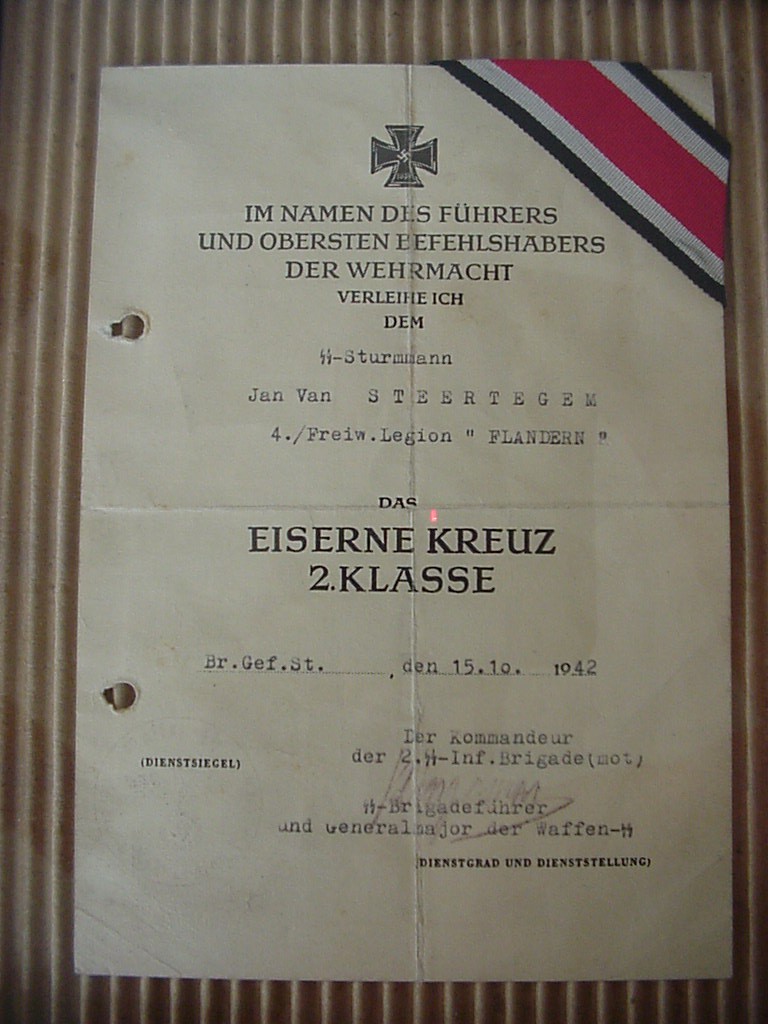 IM NAMEN DES FÜHRERS
UND OBERSTEN BEFEHLSHABERS
DER WEHRMACHT
VERLEIHE ICH
DEM
ᛋᛋ-Sturmmann
Jan Van S T E E R T E G E M
4./Freiw.Legion " FLANDERN "
DAS
EISERNE KREUZ
2.KLASSE
Br.Gef.St. , den 15.10. 1942
Der Kommandeur
(DIENSTSIEGEL) der 2.ᛋᛋ-Inf.Brigade(mot)
ᛋᛋ-Brigadeführer
und Generalmajor der Waffen-ᛋᛋ
(DIENSTGRAD UND DIENSTSTELLUNG)